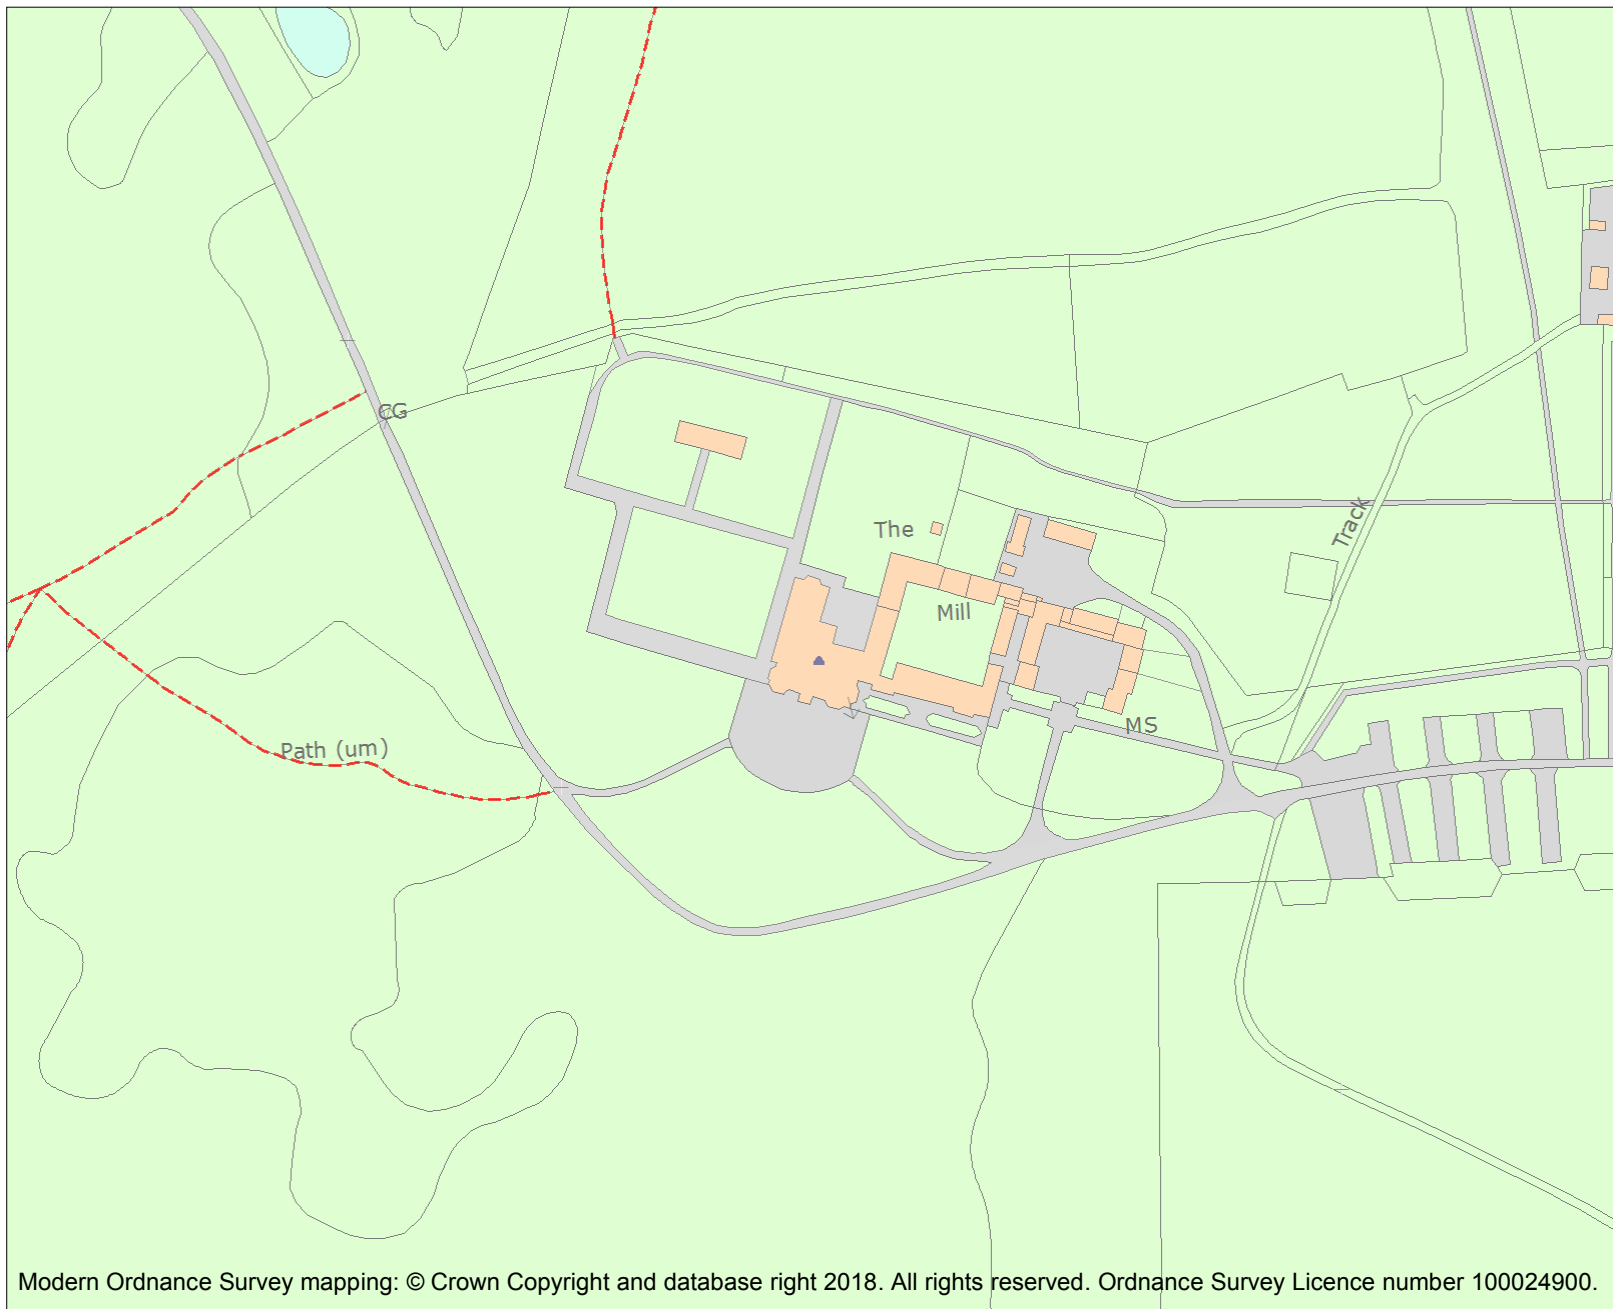 CG
The
Track
Mill
MS
Path (um)
Modern Ordnance Survey mapping: © Crown Copyright and database right 2018. All rights reserved. Ordnance Survey Licence number 100024900.